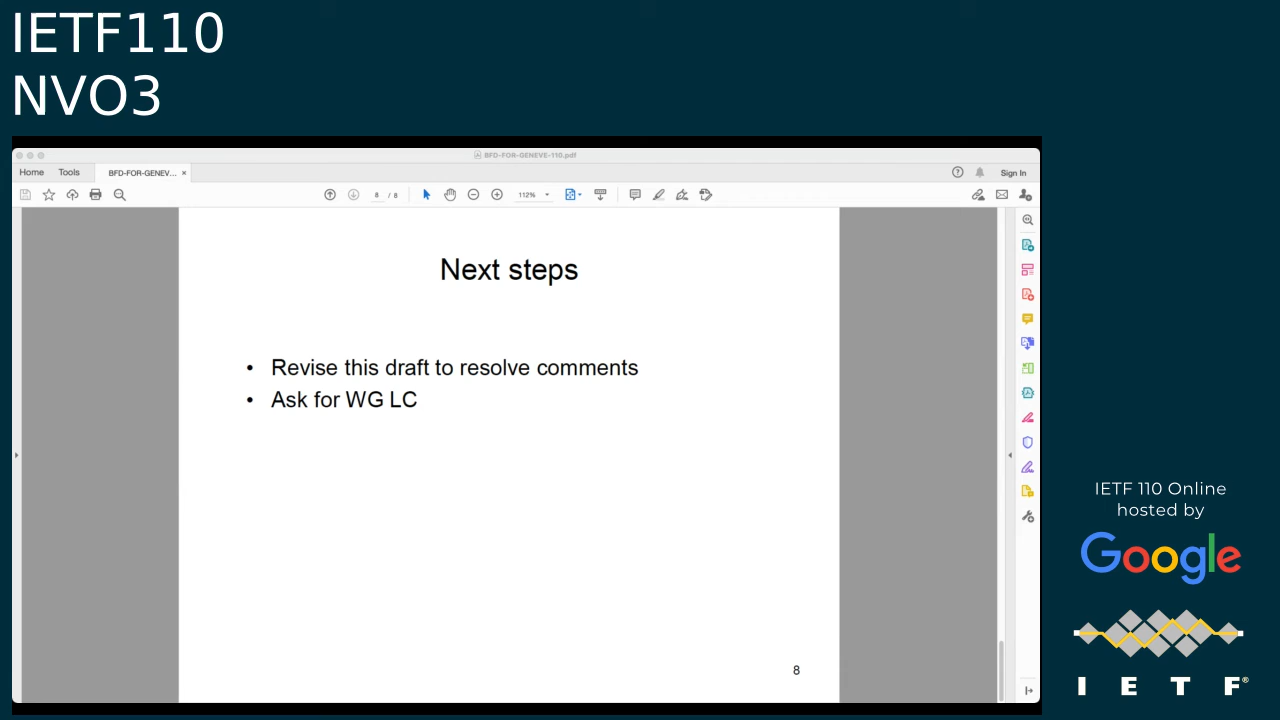 IETF110
NVO3
BFD-FOR-GENEVE-110.pdf
Home Tools BFD-FOR-GENEV... × Sign In
8 / 8 112%
Next steps
• Revise this draft to resolve comments
• Ask for WG LC
8
IETF 110 Online
hosted by
Google
I E T F®